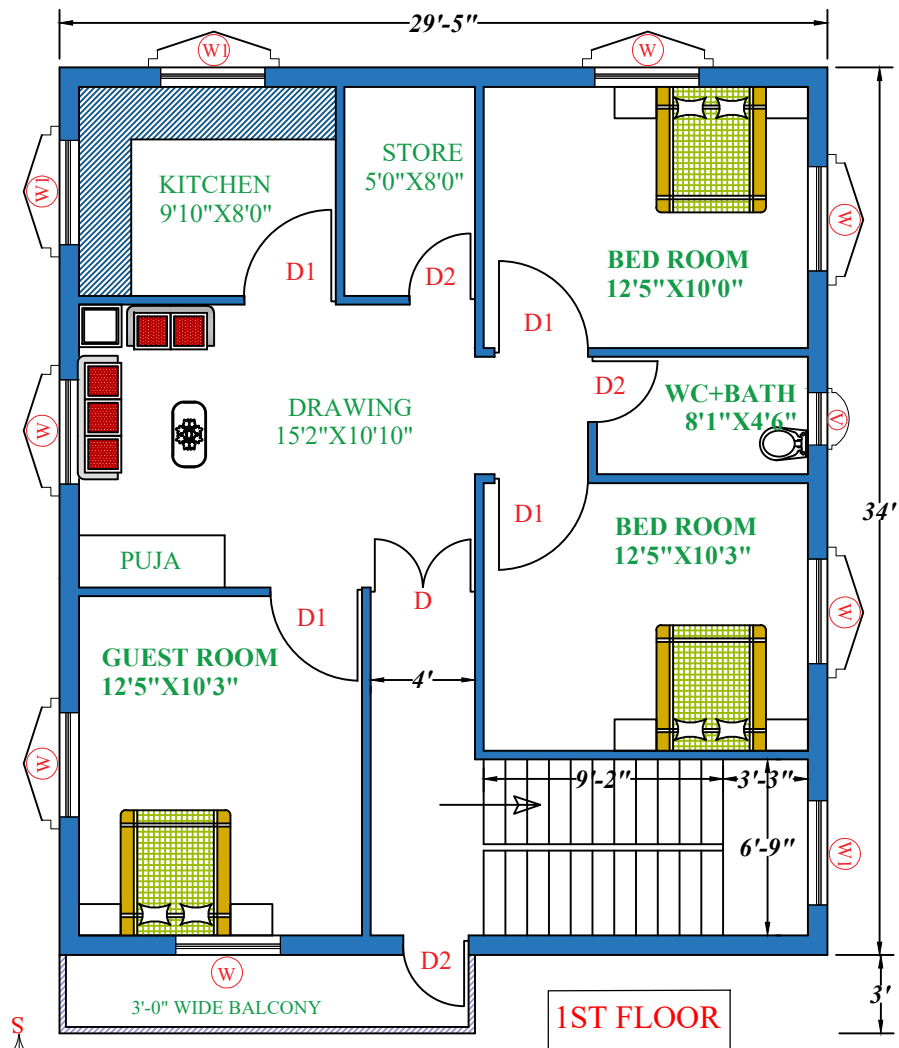 29'-5"
W1
W
W1
KITCHEN
9'10"X8'0"
STORE
5'0"X8'0"
BED ROOM
12'5"X10'0"
W
D1
D2
D1
D2
WC+BATH
8'1"X4'6"
V
DRAWING
15'2"X10'10"
W
D1
BED ROOM
12'5"X10'3"
34'
PUJA
D
W
D1
GUEST ROOM
12'5"X10'3"
4'
W
9'-2"
3'-3"
6'-9"
W1
D2
W
3'-0" WIDE BALCONY
3'
1ST FLOOR
S